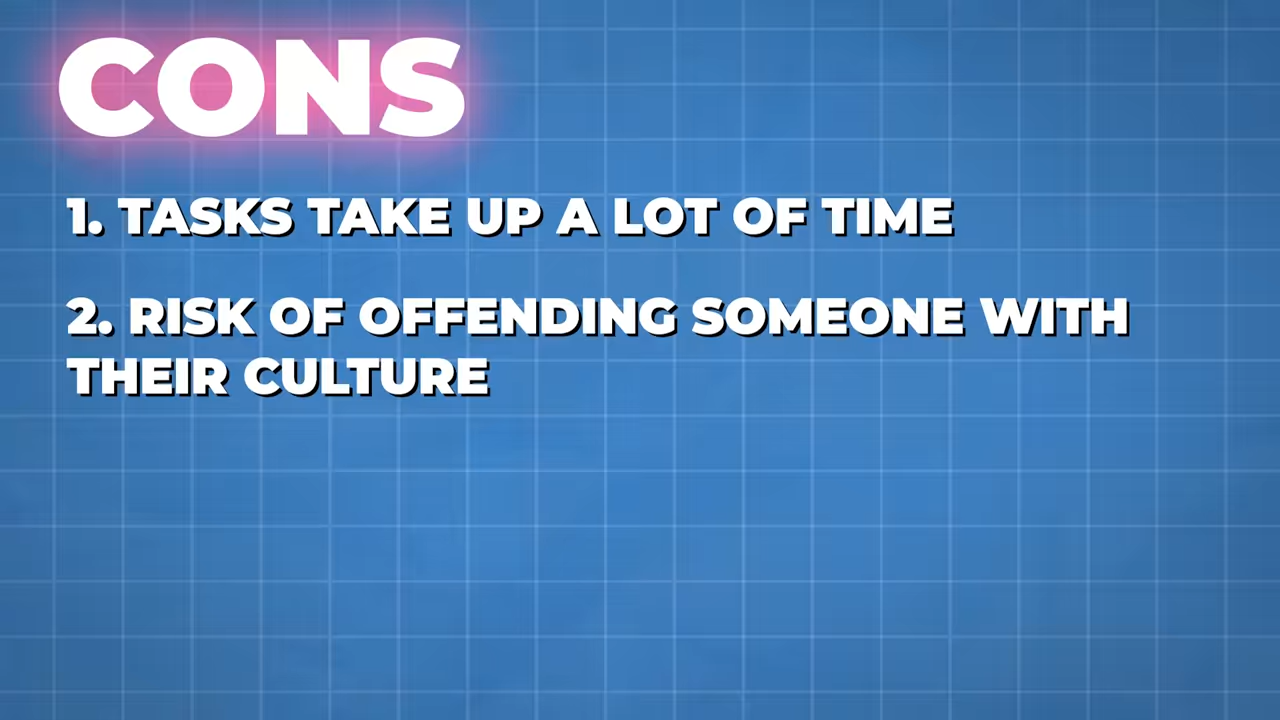 CONS
1. TASKS TAKE UP A LOT OF TIME
2. RISK OF OFFENDING SOMEONE WITH
THEIR CULTURE